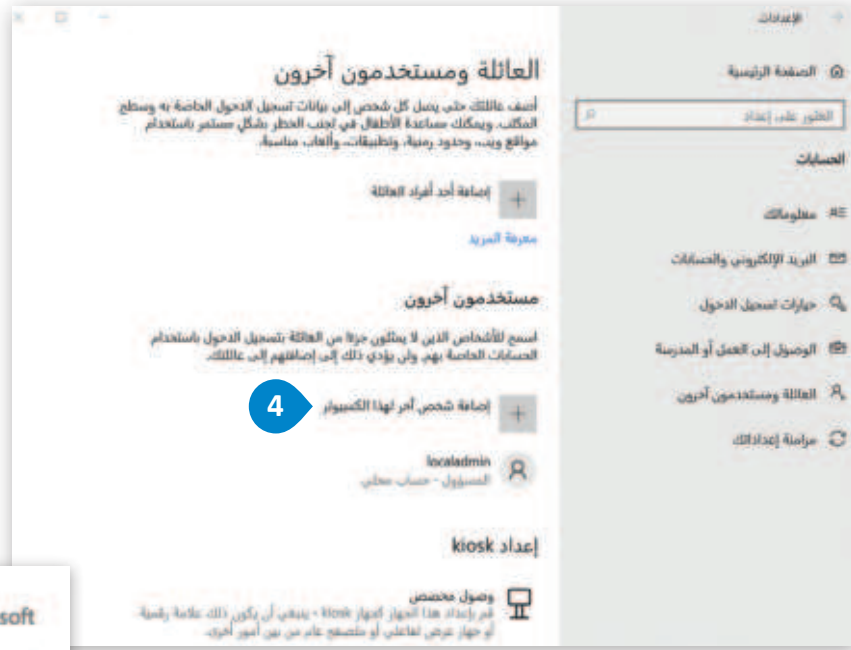 الإعدادات
الصفحة الرئيسية
العثور على إعداد
الحسابات
معلوماتك
البريد الإلكتروني والحسابات
خيارات تسجيل الدخول
الوصول إلى العمل أو المدرسة
العائلة ومستخدمون آخرون
مزامنة إعداداتك
العائلة ومستخدمون آخرون
أضف عائلتك حتى يصل كل شخص إلى بيانات تسجيل الدخول الخاصة به وسطح
المكتب. ويمكنك مساعدة الأطفال في تجنب الخطر بشكل مستمر باستخدام
مواقع ويب، وحدود زمنية، وتطبيقات، وألعاب مناسبة.
إضافة أحد أفراد العائلة
معرفة المزيد
مستخدمون آخرون
اسمح للأشخاص الذين لا يمثلون جزءًا من العائلة بتسجيل الدخول باستخدام
الحسابات الخاصة بهم. ولن يؤدي ذلك إلى إضافتهم إلى عائلتك.
إضافة شخص آخر لهذا الكمبيوتر
4
localadmin
المسؤول - حساب محلي
إعداد kiosk
وصول مخصص
قم بإعداد هذا الجهاز كجهاز kiosk - ينبغي أن يكون ذلك علامة رقمية
أو جهاز عرض تفاعلي أو متصفح عام من بين أمور أخرى.
soft